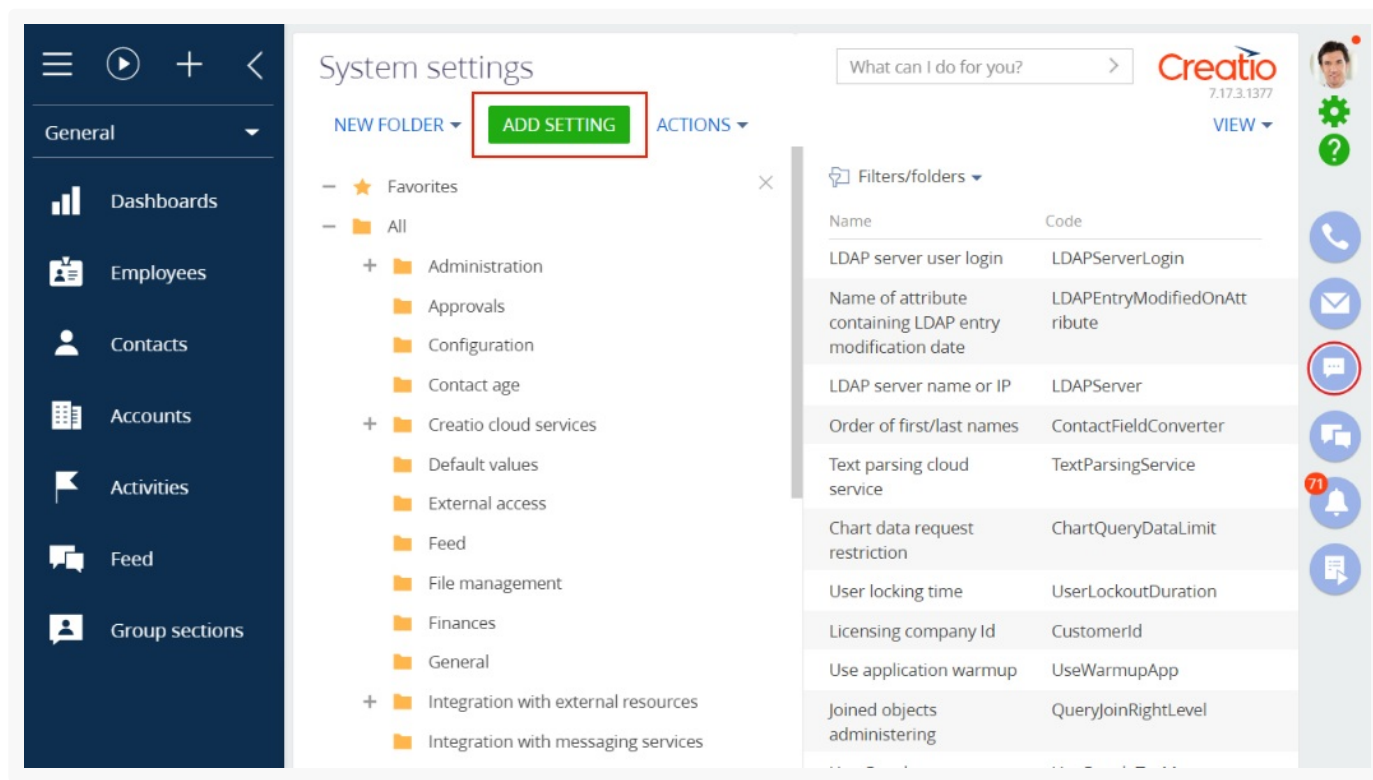 System settings
What can I do for you?
Creatio
7.17.3.1377
General
NEW FOLDER
ADD SETTING
ACTIONS
VIEW
Dashboards
Employees
Contacts
Accounts
Activities
Feed
Group sections
Favorites
All
Administration
Approvals
Configuration
Contact age
Creatio cloud services
Default values
External access
Feed
File management
Finances
General
Integration with external resources
Integration with messaging services
Filters/folders
Name Code
LDAP server user login LDAPServerLogin
Name of attribute LDAPEntryModifiedOnAtt
containing LDAP entry ribute
modification date
LDAP server name or IP LDAPServer
Order of first/last names ContactFieldConverter
Text parsing cloud TextParsingService
service
Chart data request ChartQueryDataLimit
restriction
User locking time UserLockoutDuration
Licensing company Id CustomerId
Use application warmup UseWarmupApp
Joined objects QueryJoinRightLevel
administering
?
71